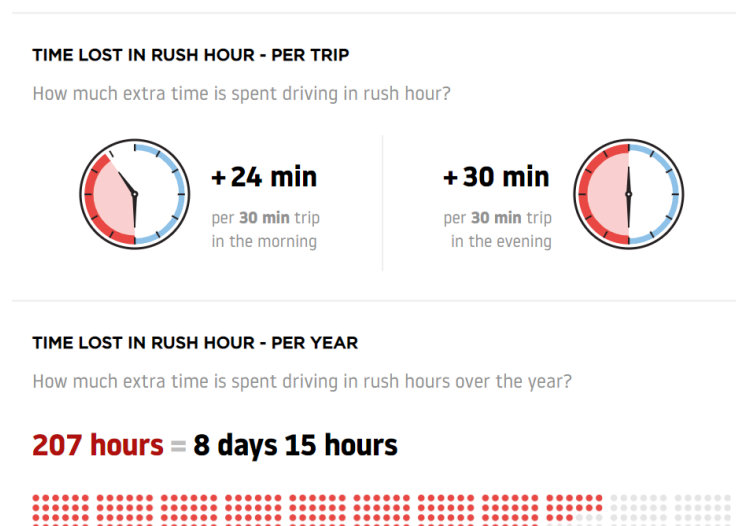 TIME LOST IN RUSH HOUR - PER TRIP
How much extra time is spent driving in rush hour?
+24 min
per 30 min trip
in the morning
+30 min
per 30 min trip
in the evening
TIME LOST IN RUSH HOUR - PER YEAR
How much extra time is spent driving in rush hours over the year?
207 hours = 8 days 15 hours